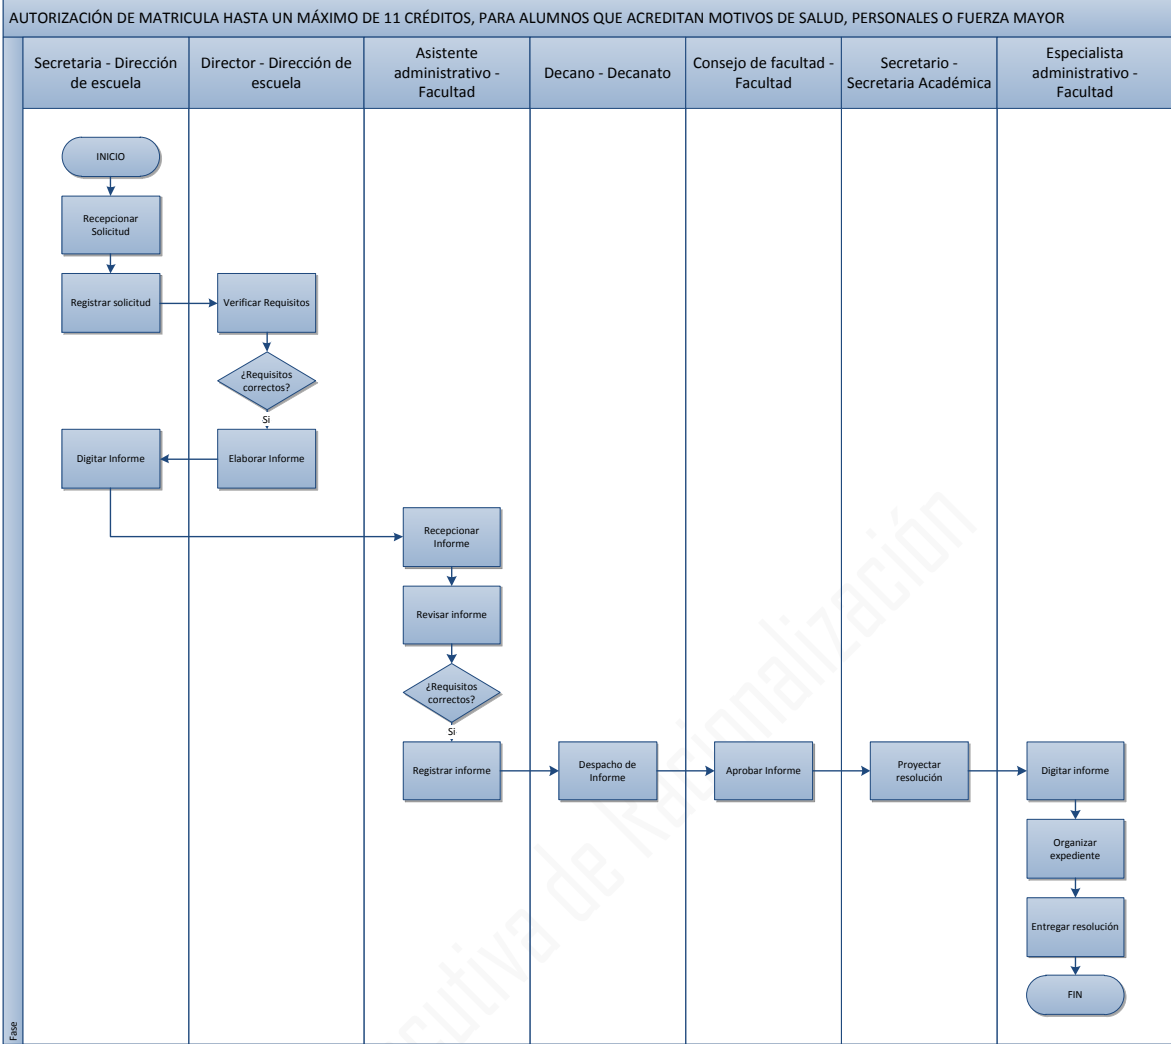 AUTORIZACIÓN DE MATRICULA HASTA UN MÁXIMO DE 11 CRÉDITOS, PARA ALUMNOS QUE ACREDITAN MOTIVOS DE SALUD, PERSONALES O FUERZA MAYOR
Secretaria - Dirección
de escuela
Director - Dirección de
escuela
Asistente
administrativo -
Facultad
Decano - Decanato
Consejo de facultad -
Facultad
Secretario -
Secretaria Académica
Especialista
administrativo -
Facultad
INICIO
Recepcionar
Solicitud
Registrar solicitud
Verificar Requisitos
¿Requisitos
correctos?
Si
Elaborar Informe
Digitar Informe
Recepcionar
Informe
Revisar informe
¿Requisitos
correctos?
Si
Registrar informe
Despacho de
Informe
Aprobar Informe
Proyectar
resolución
Digitar informe
Organizar
expediente
Entregar resolución
FIN
Fase
cutiva de Racionalización